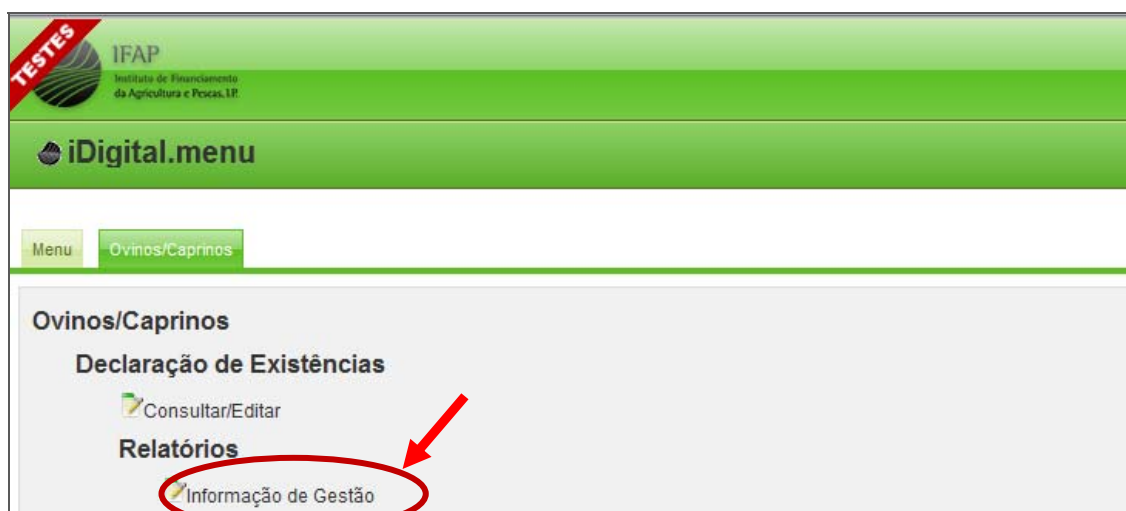 TESTES
IFAP
Instituto de Financiamento
da Agricultura e Pescas, I.P.
iDigital.menu
Menu
Ovinos/Caprinos
Ovinos/Caprinos
Declaração de Existências
Consultar/Editar
Relatórios
Informação de Gestão